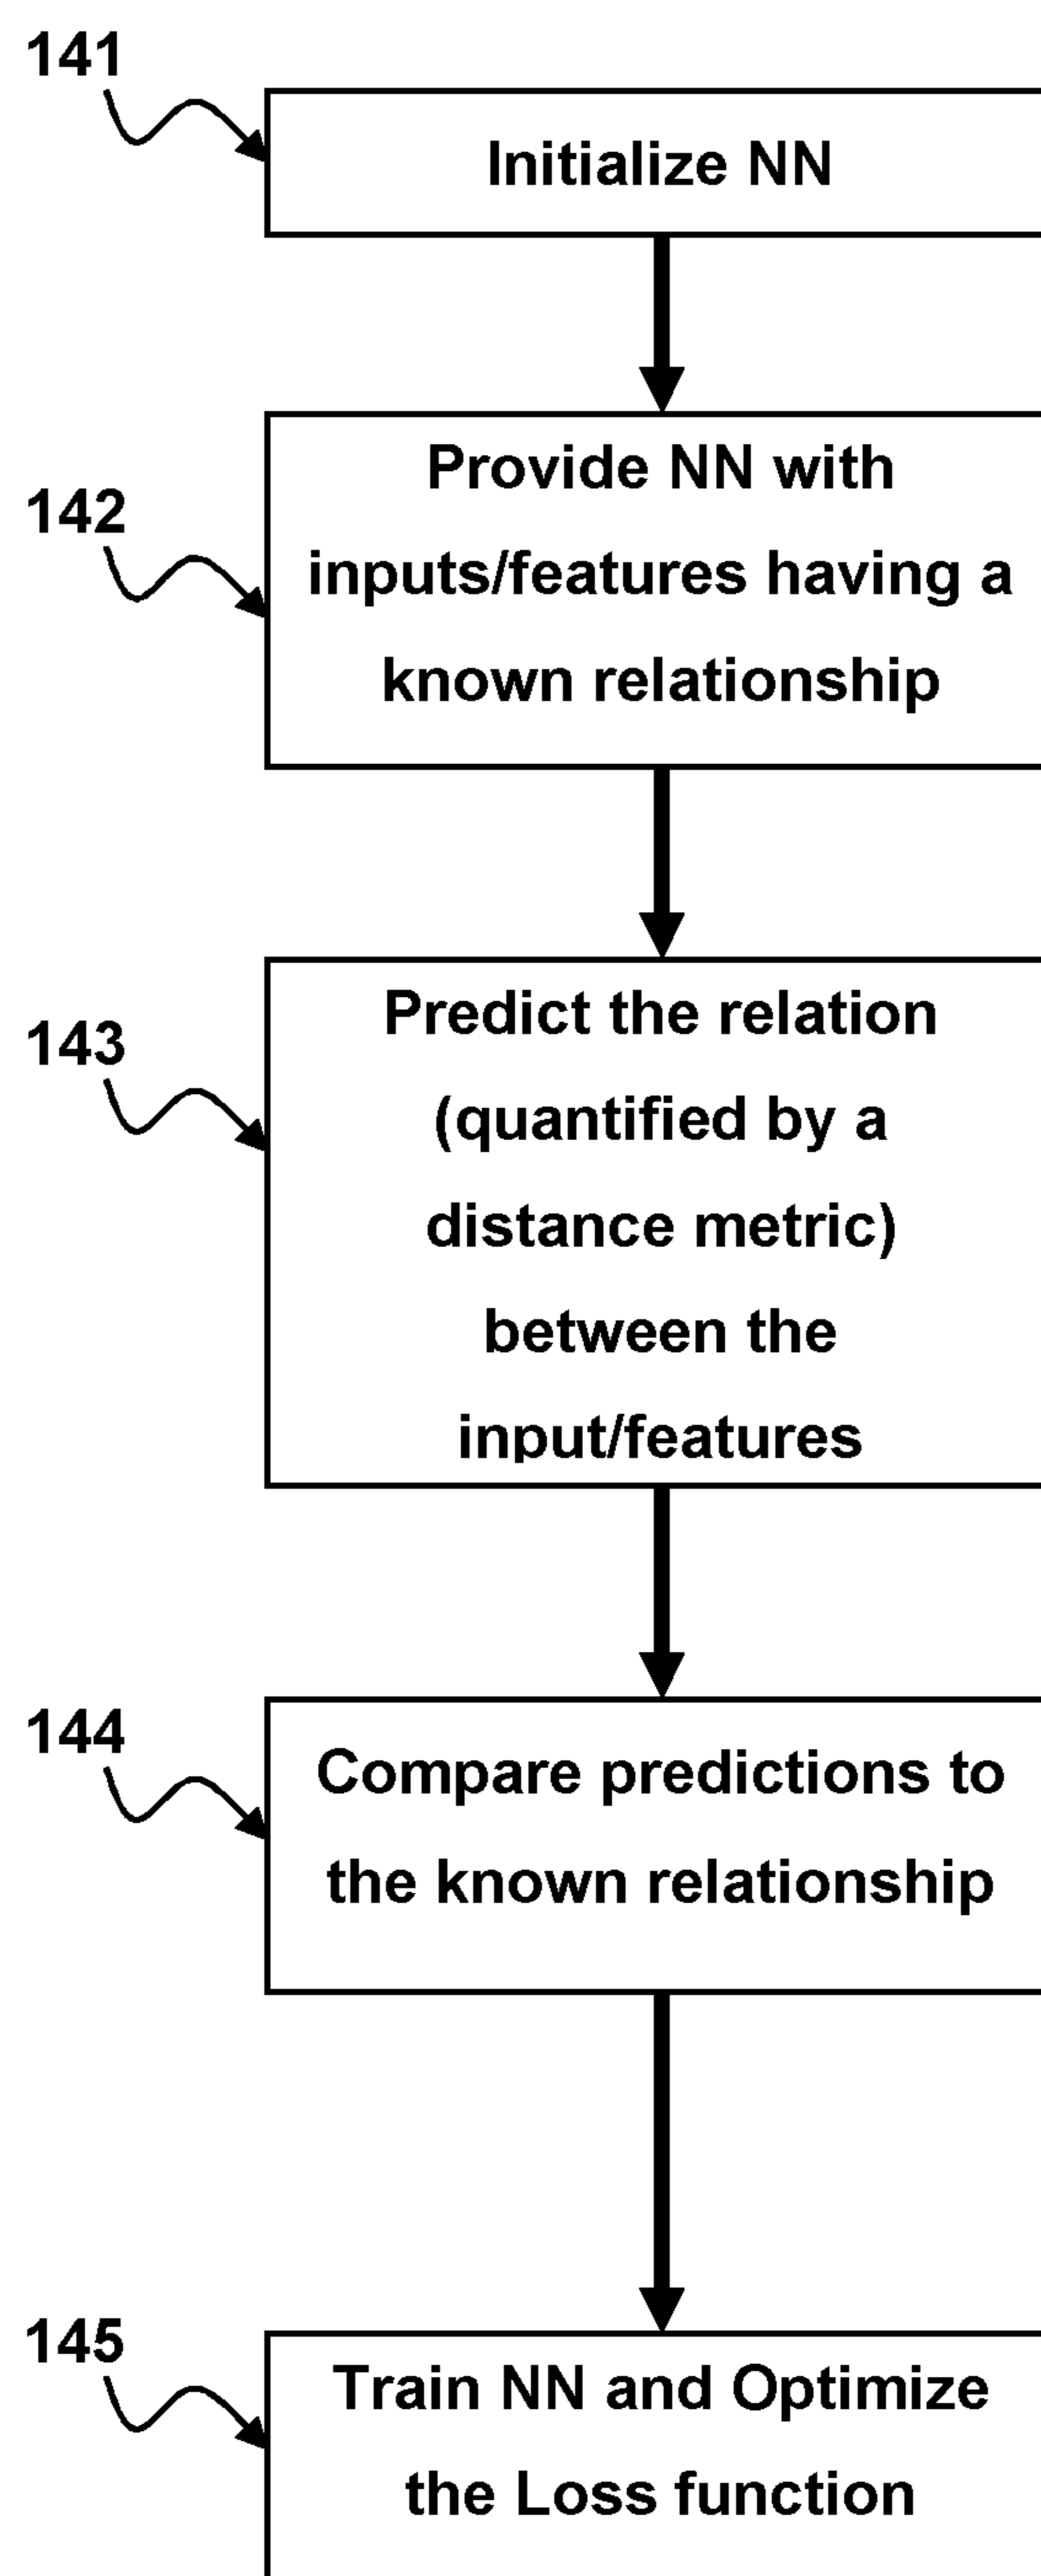 141
Initialize NN
142
Provide NN with
inputs/features having a
known relationship
143
Predict the relation
(quantified by a
distance metric)
between the
input/features
144
Compare predictions to
the known relationship
145
Train NN and Optimize
the Loss function